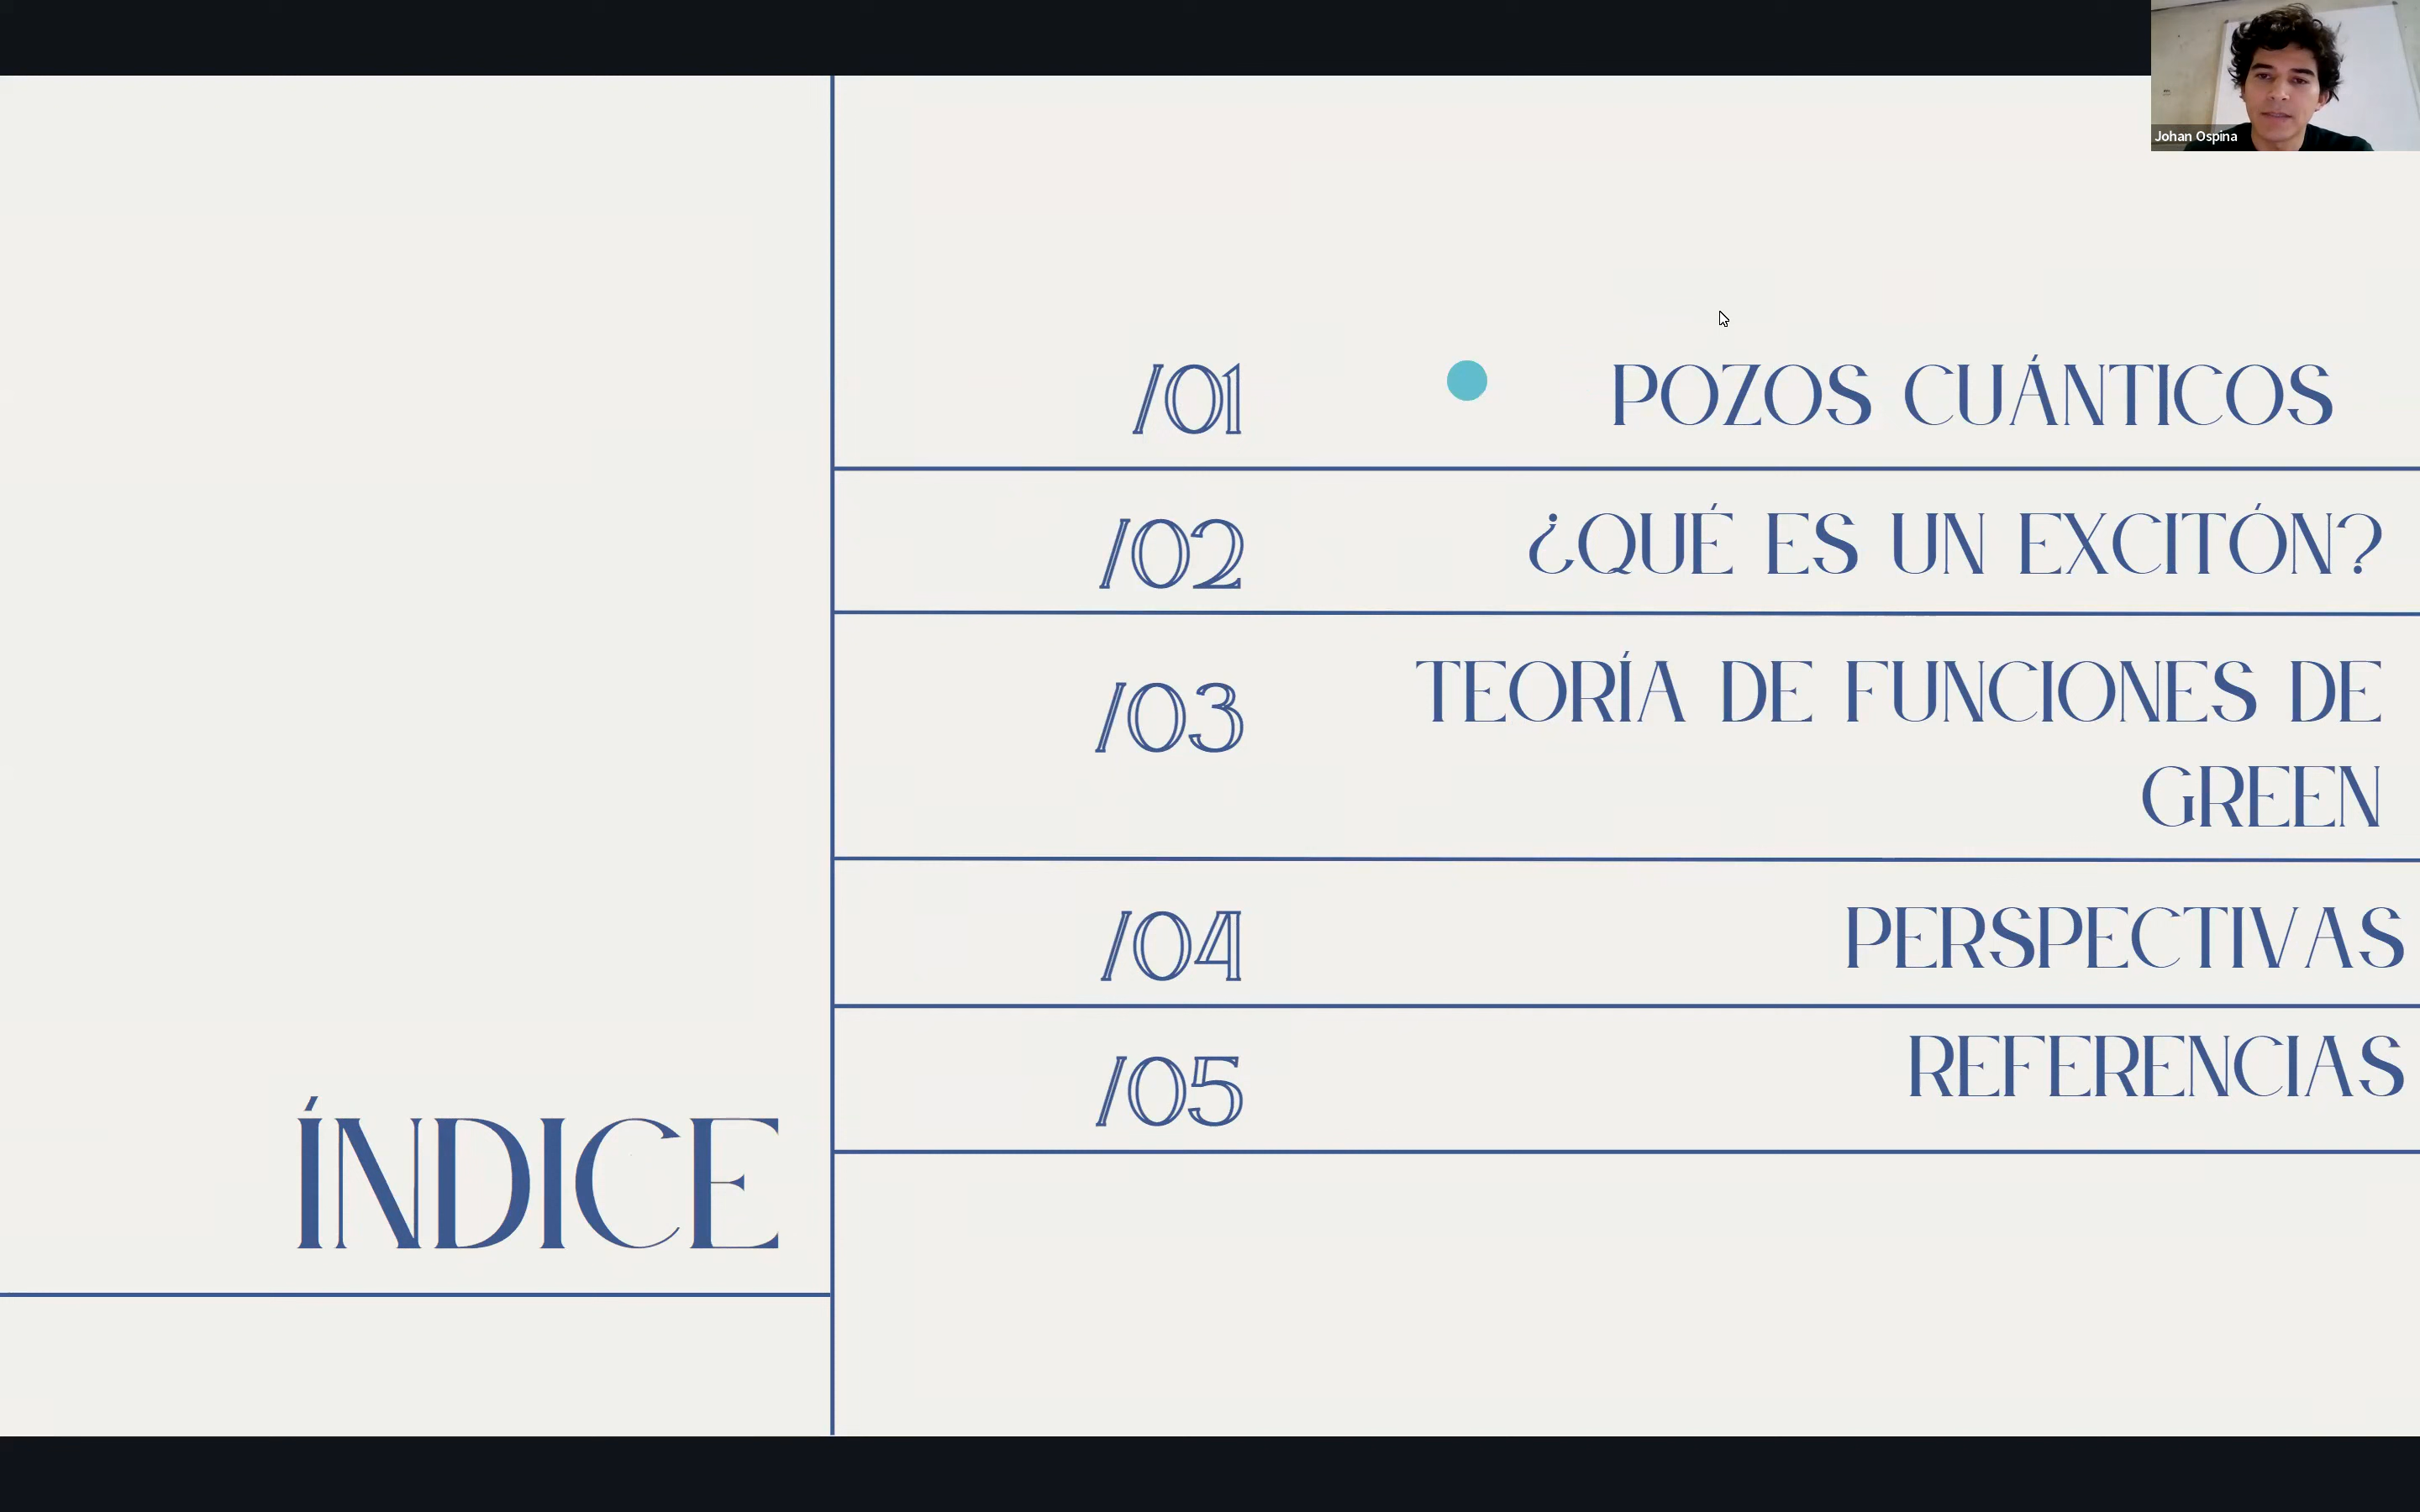 Johan Ospina
/01 POZOS CUÁNTICOS
/02 ¿QUÉ ES UN EXCITÓN?
/03 TEORÍA DE FUNCIONES DE
GREEN
/04 PERSPECTIVAS
/05 REFERENCIAS
ÍNDICE